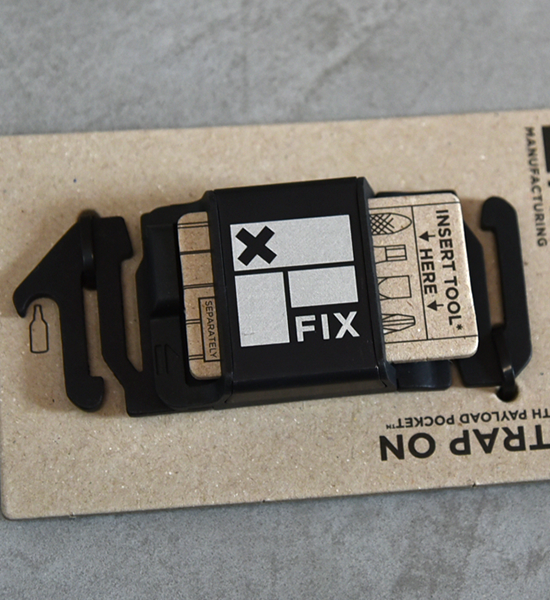 MANUFACTURING
INSERT TOOL*
HERE
SEPARATELY
FIX
TRAP ON
TH PAYLOAD POCKET™